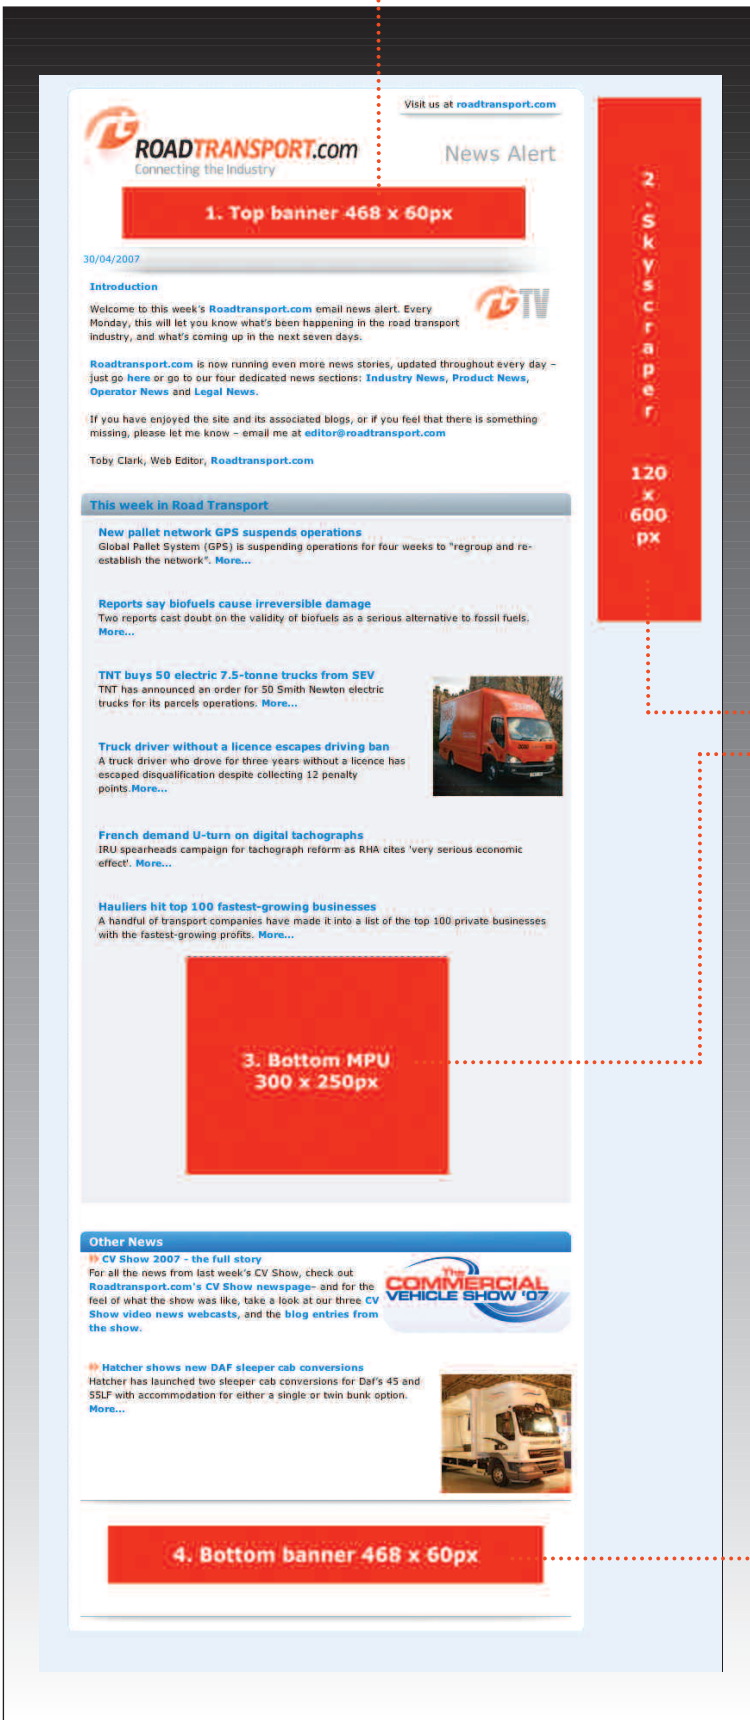 Visit us at roadtransport.com
ROADTRANSPORT.com
Connecting the Industry
News Alert
1. Top banner 468 x 60px
2. Skyscraper
120
x
600
px
30/04/2007
Introduction
TV
Welcome to this week's Roadtransport.com email news alert. Every
Monday, this will let you know what's been happening in the road transport
industry, and what's coming up in the next seven days.
Roadtransport.com is now running even more news stories, updated throughout every day –
just go here or go to our four dedicated news sections: Industry News, Product News,
Operator News and Legal News.
If you have enjoyed the site and its associated blogs, or if you feel that there is something
missing, please let me know – email me at editor@roadtransport.com
Toby Clark, Web Editor, Roadtransport.com
This week in Road Transport
New pallet network GPS suspends operations
Global Pallet System (GPS) is suspending operations for four weeks to "regroup and re-
establish the network". More...
Reports say biofuels cause irreversible damage
Two reports cast doubt on the validity of biofuels as a serious alternative to fossil fuels.
More...
TNT buys 50 electric 7.5-tonne trucks from SEV
TNT has announced an order for 50 Smith Newton electric
trucks for its parcels operations. More...
Truck driver without a licence escapes driving ban
A truck driver who drove for three years without a licence has
escaped disqualification despite collecting 12 penalty
points.More...
French demand U-turn on digital tachographs
IRU spearheads campaign for tachograph reform as RHA cites 'very serious economic
effect'. More...
Hauliers hit top 100 fastest-growing businesses
A handful of transport companies have made it into a list of the top 100 private businesses
with the fastest-growing profits. More...
3. Bottom MPU
300 x 250px
Other News
CV Show 2007 - the full story
For all the news from last week's CV Show, check out
Roadtransport.com's CV Show newspage– and for the
feel of what the show was like, take a look at our three CV
Show video news webcasts, and the blog entries from
the show.
The
COMMERCIAL
VEHICLE SHOW '07
Hatcher shows new DAF sleeper cab conversions
Hatcher has launched two sleeper cab conversions for Daf's 45 and
55LF with accommodation for either a single or twin bunk option.
More...
4. Bottom banner 468 x 60px